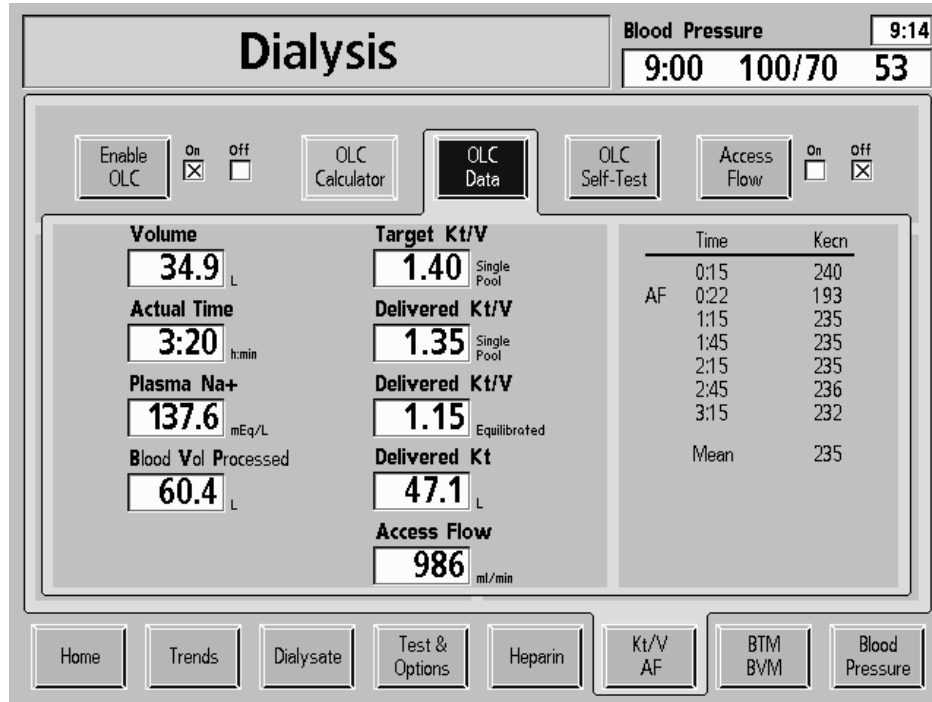 Dialysis
Blood Pressure 9:14
9:00 100/70 53
Enable OLC
On Off
OLC Calculator
OLC Data
OLC Self-Test
Access Flow
On Off
Volume
34.9 L
Actual Time
3:20 h:min
Plasma Na+
137.6 mEq/L
Blood Vol Processed
60.4 L
Target Kt/V
1.40 Single Pool
Delivered Kt/V
1.35 Single Pool
Delivered Kt/V
1.15 Equilibrated
Delivered Kt
47.1 L
Access Flow
986 ml/min
Time Kecn
0:15 240
AF 0:22 193
1:15 235
1:45 235
2:15 235
2:45 236
3:15 232
Mean 235
Home
Trends
Dialysate
Test & Options
Heparin
Kt/V AF
BTM BVM
Blood Pressure